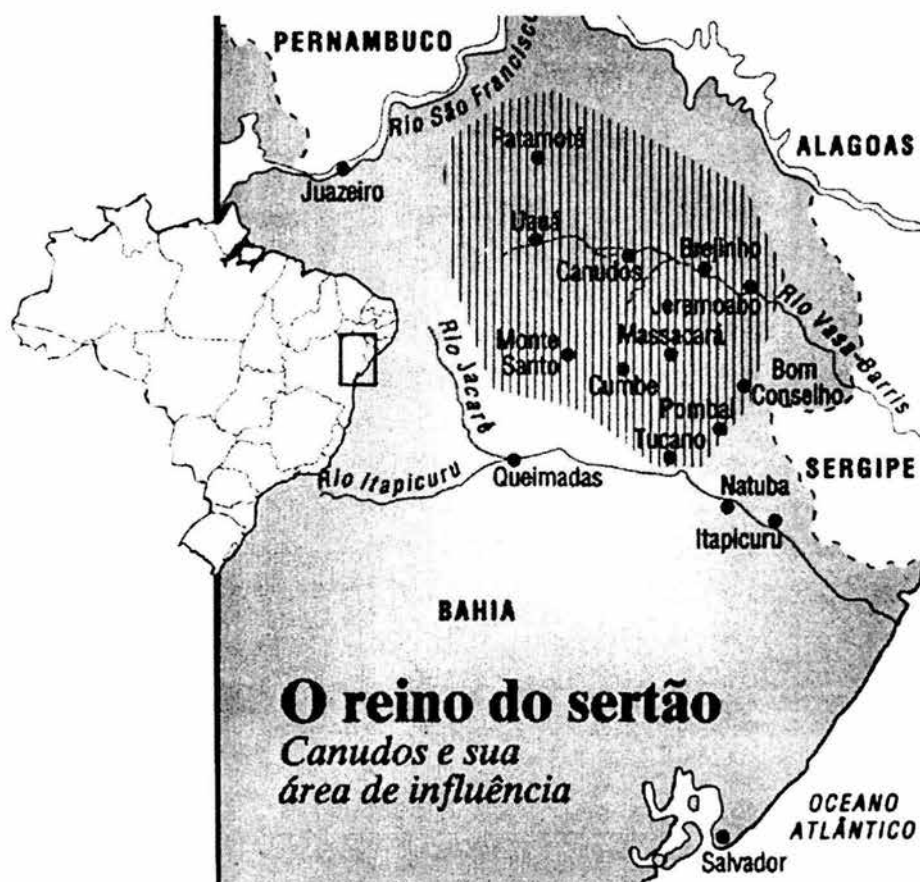 PERNAMBUCO
Rio São Francisco
ALAGOAS
Patamoté
Juazeiro
Uauá
Canudos
Brejinho
Jeramoabo
Rio Vasa-Barris
Rio Jacaré
Monte
Santo
Massacará
Cumbe
Bom
Conselho
Pombal
Tucano
SERGIPE
Rio Itapicuru
Queimadas
Natuba
Itapicuru
BAHIA
O reino do sertão
Canudos e sua
área de influência
OCEANO
ATLÂNTICO
Salvador